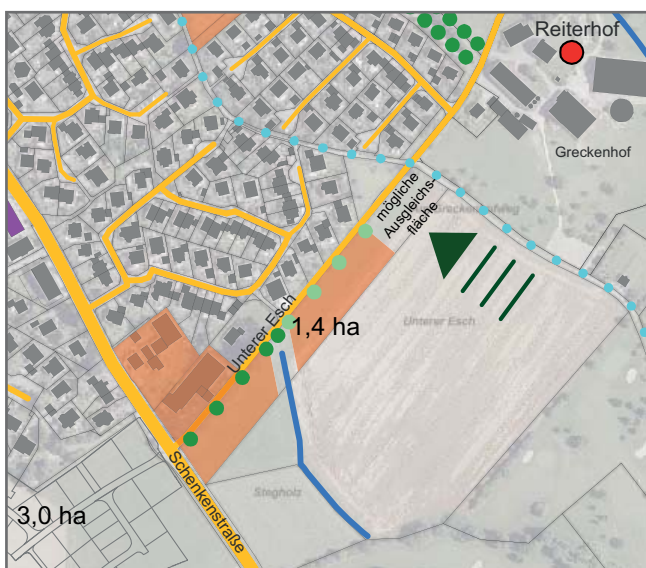 Reiterhof
Greckenhof
mögliche
Ausgleichs-
fläche
Unterer Esch
Unterer Esch
1,4 ha
Schenkenstraße
Stegholz
3,0 ha